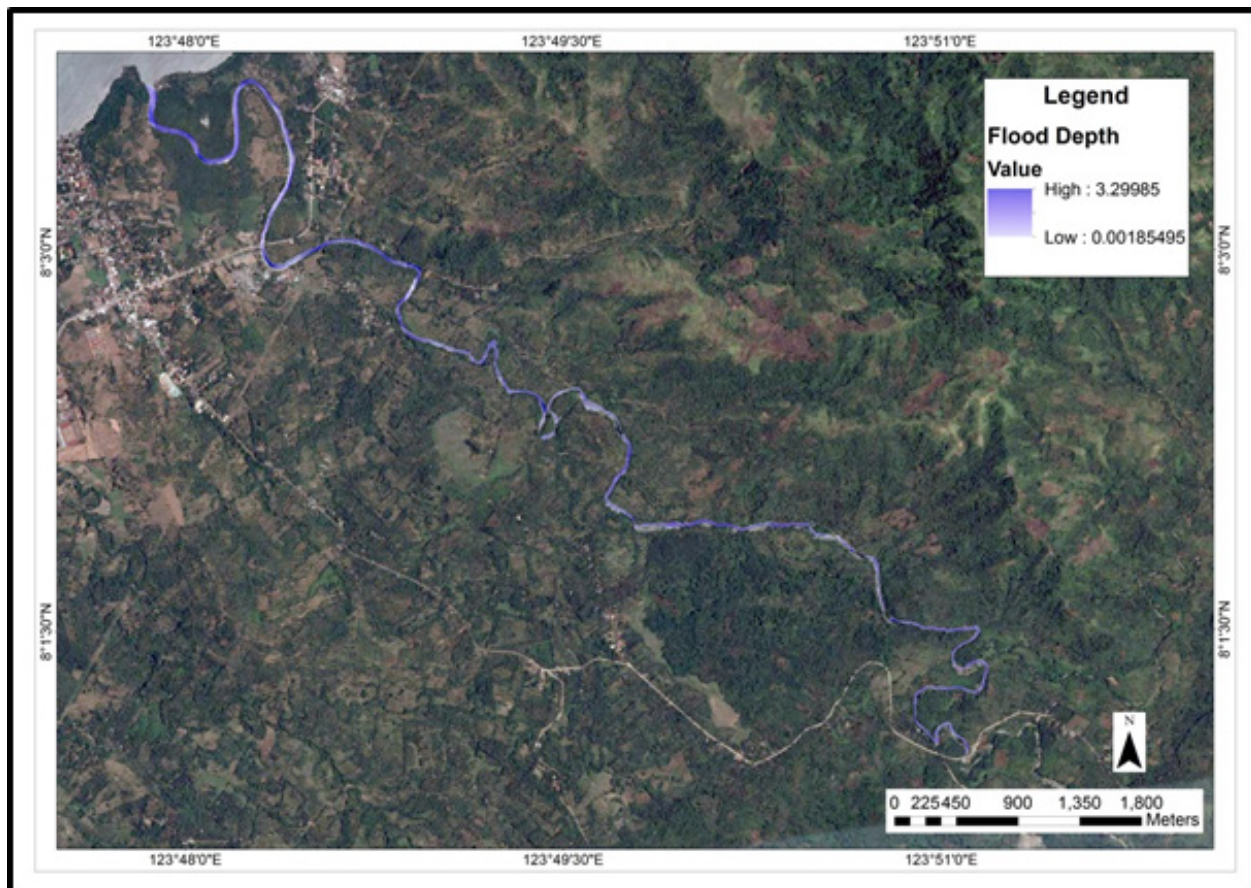 123°48'0"E 123°49'30"E 123°51'0"E
Legend
Flood Depth
Value
High : 3.29985
Low : 0.00185495
8°3'0"N
8°3'0"N
8°1'30"N
8°1'30"N
N
0 225 450 900 1,350 1,800
Meters
123°48'0"E 123°49'30"E 123°51'0"E